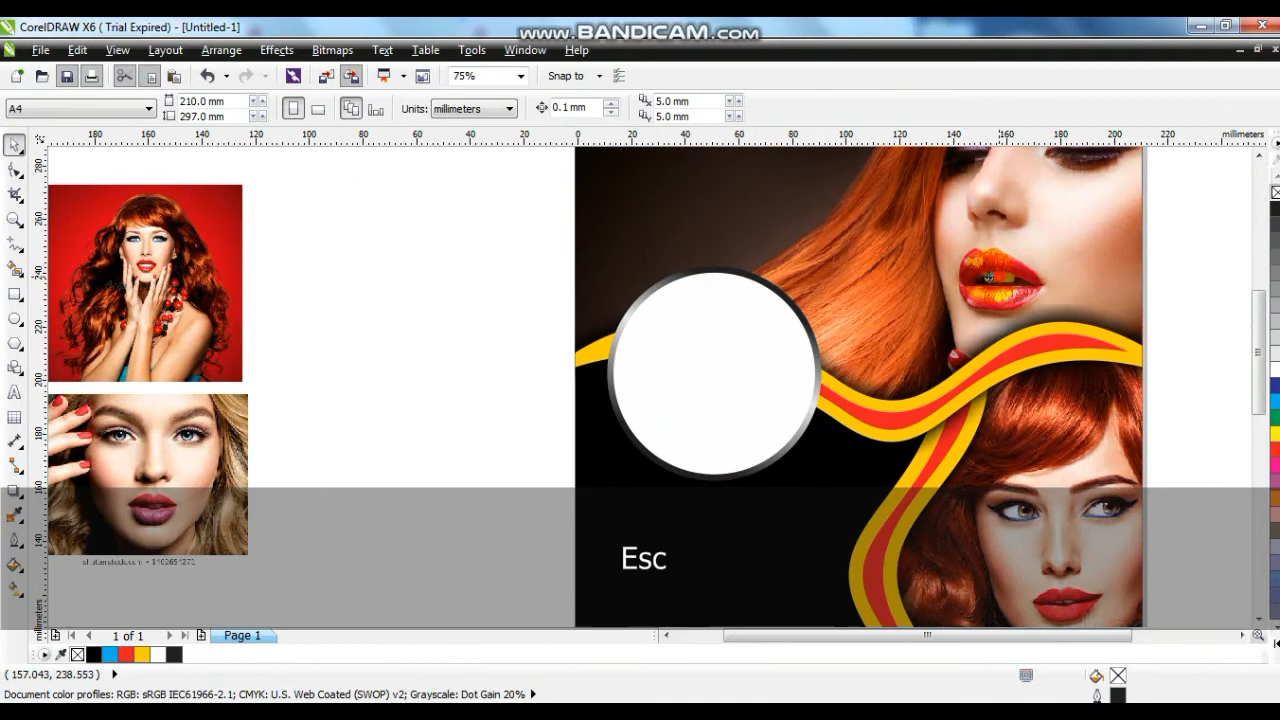 CorelDRAW X6 ( Trial Expired) - [Untitled-1]
www.BANDICAM.com
File Edit View Layout Arrange Effects Bitmaps Text Table Tools Window Help
75% Snap to
A4 210.0 mm 297.0 mm Units: millimeters 0.1 mm 5.0 mm 5.0 mm
180 160 140 120 100 80 60 40 20 0 20 40 60 80 100 120 140 160 180 200 220 millimeters
280
260
240
220
200
180
160
140
millimeters
shutterstock.com • 1402654271
Esc
1 of 1 Page 1
( 157.043, 238.553 )
Document color profiles: RGB: sRGB IEC61966-2.1; CMYK: U.S. Web Coated (SWOP) v2; Grayscale: Dot Gain 20%